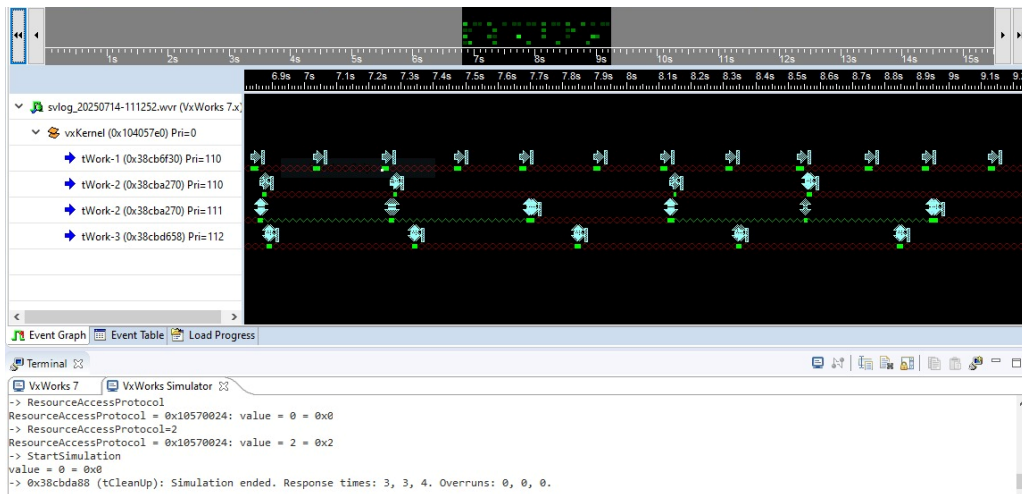 1s 2s 3s 4s 5s 6s 7s 8s 9s 10s 11s 12s 13s 14s 15s
6.9s 7s 7.1s 7.2s 7.3s 7.4s 7.5s 7.6s 7.7s 7.8s 7.9s 8s 8.1s 8.2s 8.3s 8.4s 8.5s 8.6s 8.7s 8.8s 8.9s 9s 9.1s
svlog_20250714-111252.wvr (VxWorks 7.x)
vxKernel (0x104057e0) Pri=0
tWork-1 (0x38cb6f30) Pri=110
tWork-2 (0x38cba270) Pri=110
tWork-2 (0x38cba270) Pri=111
tWork-3 (0x38cbd658) Pri=112
Event Graph Event Table Load Progress
Terminal
VxWorks 7 VxWorks Simulator
-> ResourceAccessProtocol
ResourceAccessProtocol = 0x10570024: value = 0 = 0x0
-> ResourceAccessProtocol=2
ResourceAccessProtocol = 0x10570024: value = 2 = 0x2
-> StartSimulation
value = 0 = 0x0
-> 0x38cbda88 (tCleanUp): Simulation ended. Response times: 3, 3, 4. Overruns: 0, 0, 0.